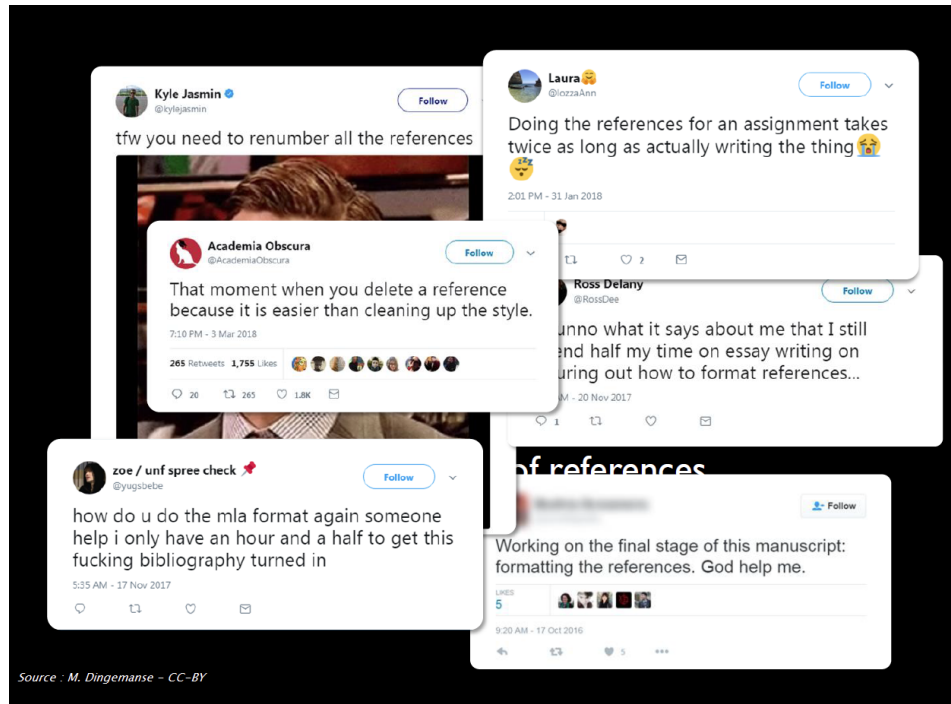 Kyle Jasmin
@kylejasmin
Follow
tfw you need to renumber all the references
Laura
@lozzaAnn
Follow
Doing the references for an assignment takes
twice as long as actually writing the thing
2:01 PM - 31 Jan 2018
2
Academia Obscura
@AcademiaObscura
Follow
That moment when you delete a reference
because it is easier than cleaning up the style.
7:10 PM - 3 Mar 2018
265 Retweets 1,755 Likes
20 265 1.8K
Ross Delany
@RossDee
Follow
what it says about me that I still
half my time on essay writing on
how to format references...
- 20 Nov 2017
1
of references
zoe / unf spree check
@yugsbebe
Follow
how do u do the mla format again someone
help i only have an hour and a half to get this
fucking bibliography turned in
5:35 AM - 17 Nov 2017
Follow
Working on the final stage of this manuscript:
formatting the references. God help me.
LIKES
5
9:20 AM - 17 Oct 2016
5
Source : M. Dingemanse - CC-BY